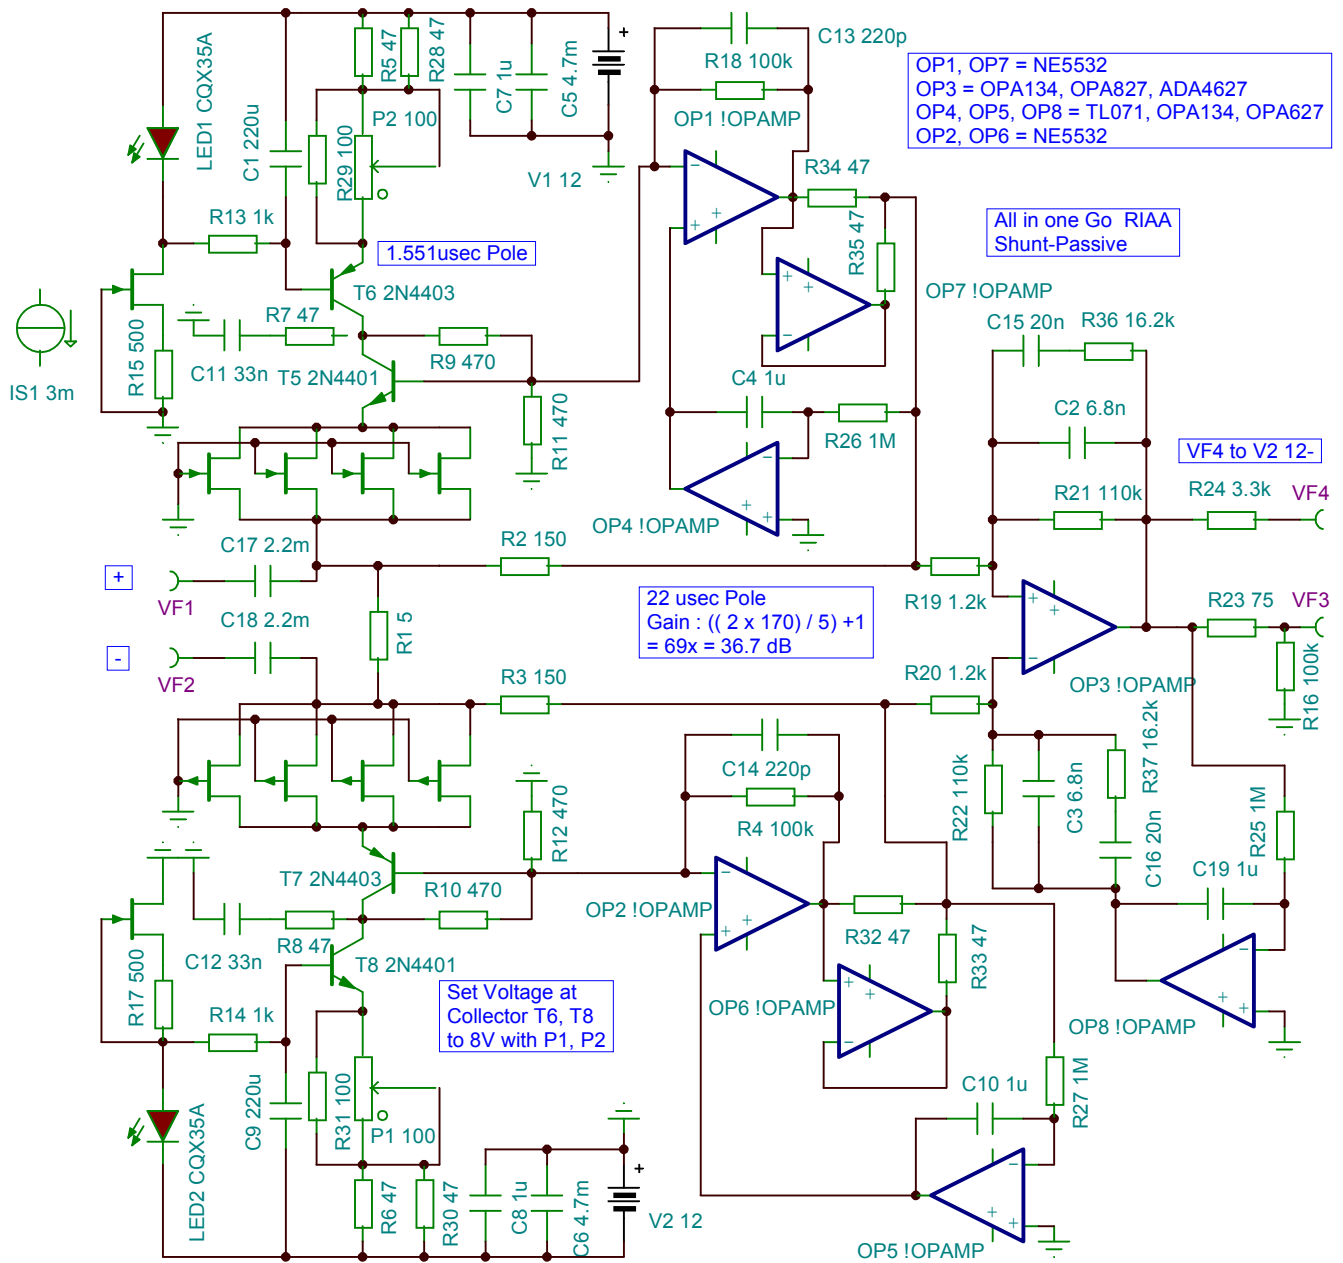 C13 220p
R18 100k
OP1 !OPAMP
OP1, OP7 = NE5532
OP3 = OPA134, OPA827, ADA4627
OP4, OP5, OP8 = TL071, OPA134, OPA627
OP2, OP6 = NE5532
LED1 CQX35A
C1 220u
R5 47
R28 47
C7 1u
C5 4.7m
+
P2 100
R29 100
V1 12
R34 47
R35 47
All in one Go RIAA
Shunt-Passive
R13 1k
1.551usec Pole
T6 2N4403
OP7 !OPAMP
R7 47
R15 500
C11 33n
T5 2N4401
R9 470
IS1 3m
R11 470
C4 1u
R26 1M
OP4 !OPAMP
C15 20n
R36 16.2k
C2 6.8n
VF4 to V2 12-
R21 110k
R24 3.3k
VF4
C17 2.2m
R2 150
+
VF1
C18 2.2m
R1 5
22 usec Pole
Gain : (( 2 x 170) / 5) +1
= 69x = 36.7 dB
R19 1.2k
R23 75
VF3
-
VF2
R3 150
R20 1.2k
OP3 !OPAMP
R16 100k
C14 220p
R4 100k
R12 470
R22 110k
C3 6.8n
R37 16.2k
C16 20n
R25 1M
C19 1u
T7 2N4403
R10 470
OP2 !OPAMP
R32 47
R33 47
R8 47
C12 33n
R17 500
T8 2N4401
Set Voltage at
Collector T6, T8
to 8V with P1, P2
OP6 !OPAMP
OP8 !OPAMP
R14 1k
C9 220u
R31 100
P1 100
C10 1u
R27 1M
LED2 CQX35A
R6 47
R30 47
C8 1u
C6 4.7m
+
V2 12
OP5 !OPAMP